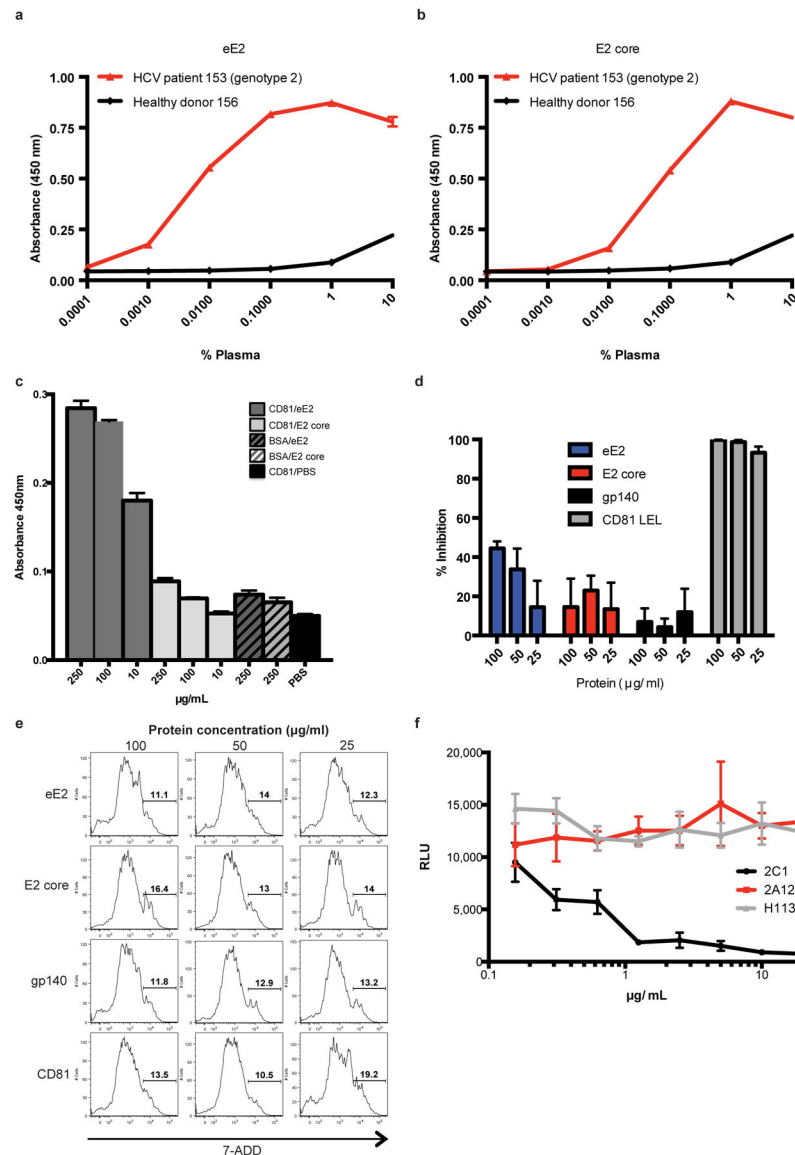 a
eE2
HCV patient 153 (genotype 2)
Healthy donor 156
Absorbance (450 nm)
1.00
0.75
0.50
0.25
0.00
0.0001
0.0010
0.0100
0.1000
1
10
% Plasma
b
E2 core
HCV patient 153 (genotype 2)
Healthy donor 156
Absorbance (450 nm)
1.00
0.75
0.50
0.25
0.00
0.0001
0.0010
0.0100
0.1000
1
10
% Plasma
c
Absorbance 450nm
0.3
0.2
0.1
0.0
CD81/eE2
CD81/E2 core
BSA/eE2
BSA/E2 core
CD81/PBS
250
100
10
250
100
10
250
250
PBS
µg/mL
d
% Inhibition
100
80
60
40
20
0
eE2
E2 core
gp140
CD81 LEL
100
50
25
100
50
25
100
50
25
100
50
25
Protein (µg/ ml)
e
Protein concentration (µg/ml)
100 50 25
eE2
11.1
14
12.3
E2 core
16.4
13
14
gp140
11.8
12.9
13.2
CD81
13.5
10.5
19.2
7-ADD
f
RLU
20,000
15,000
10,000
5,000
0
0.1
1
10
2C1
2A12
H113
µg/ mL